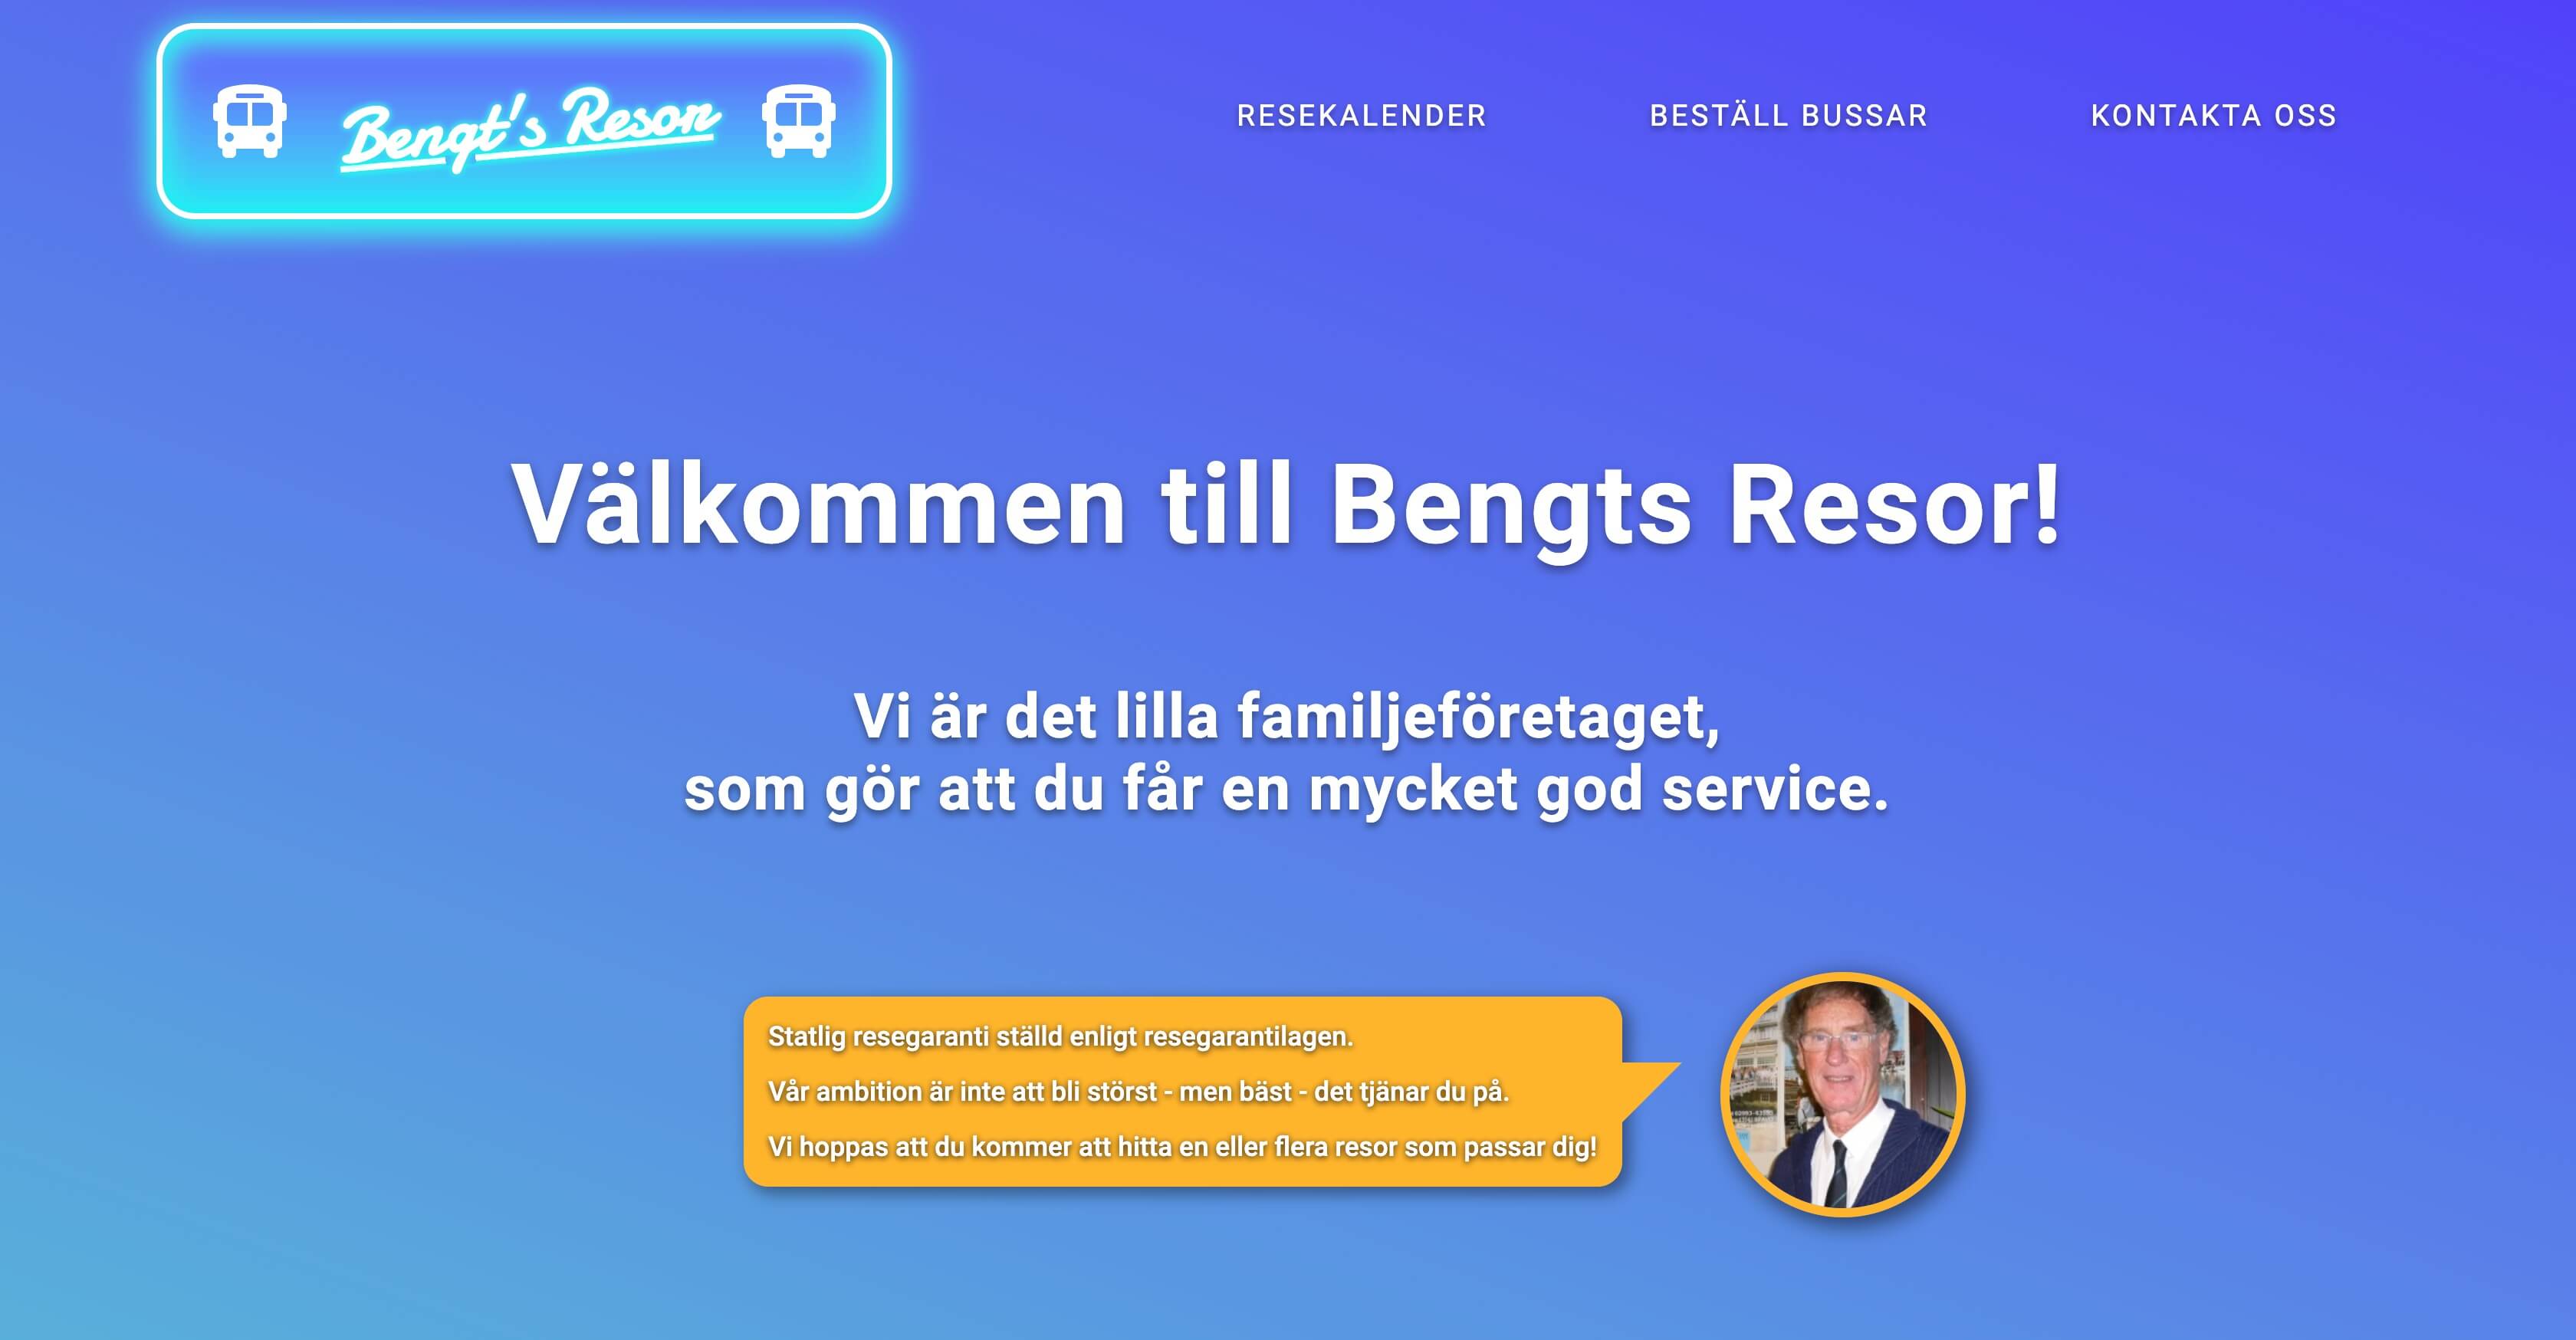 Bengt's Resor
RESEKALENDER
BESTÄLL BUSSAR
KONTAKTA OSS
Välkommen till Bengts Resor!
Vi är det lilla familjeföretaget,
som gör att du får en mycket god service.
Statlig resegaranti ställd enligt resegarantilagen.
Vår ambition är inte att bli störst - men bäst - det tjänar du på.
Vi hoppas att du kommer att hitta en eller flera resor som passar dig!